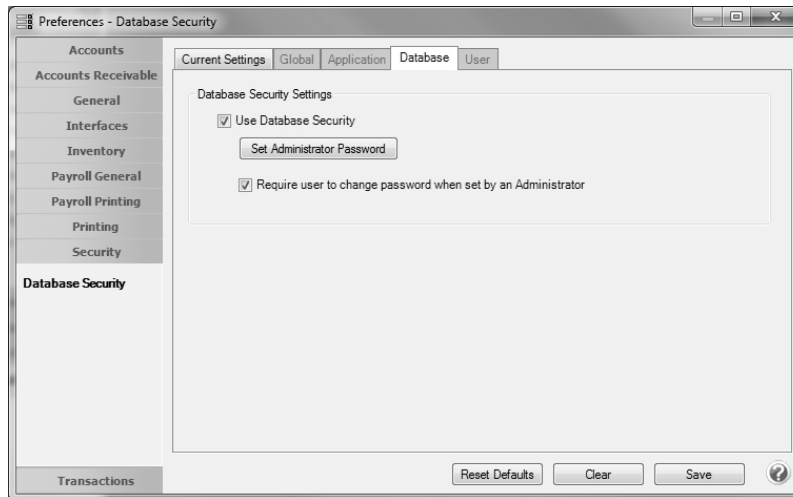 Preferences - Database Security
Accounts
Accounts Receivable
General
Interfaces
Inventory
Payroll General
Payroll Printing
Printing
Security
Database Security
Transactions
Current Settings Global Application Database User
Database Security Settings
Use Database Security
Set Administrator Password
Require user to change password when set by an Administrator
Reset Defaults Clear Save ?